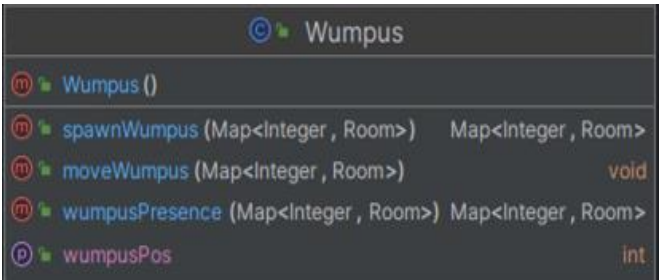 Wumpus
Wumpus()
spawnWumpus(Map<Integer, Room>) Map<Integer, Room>
moveWumpus(Map<Integer, Room>) void
wumpusPresence(Map<Integer, Room>) Map<Integer, Room>
wumpusPos int